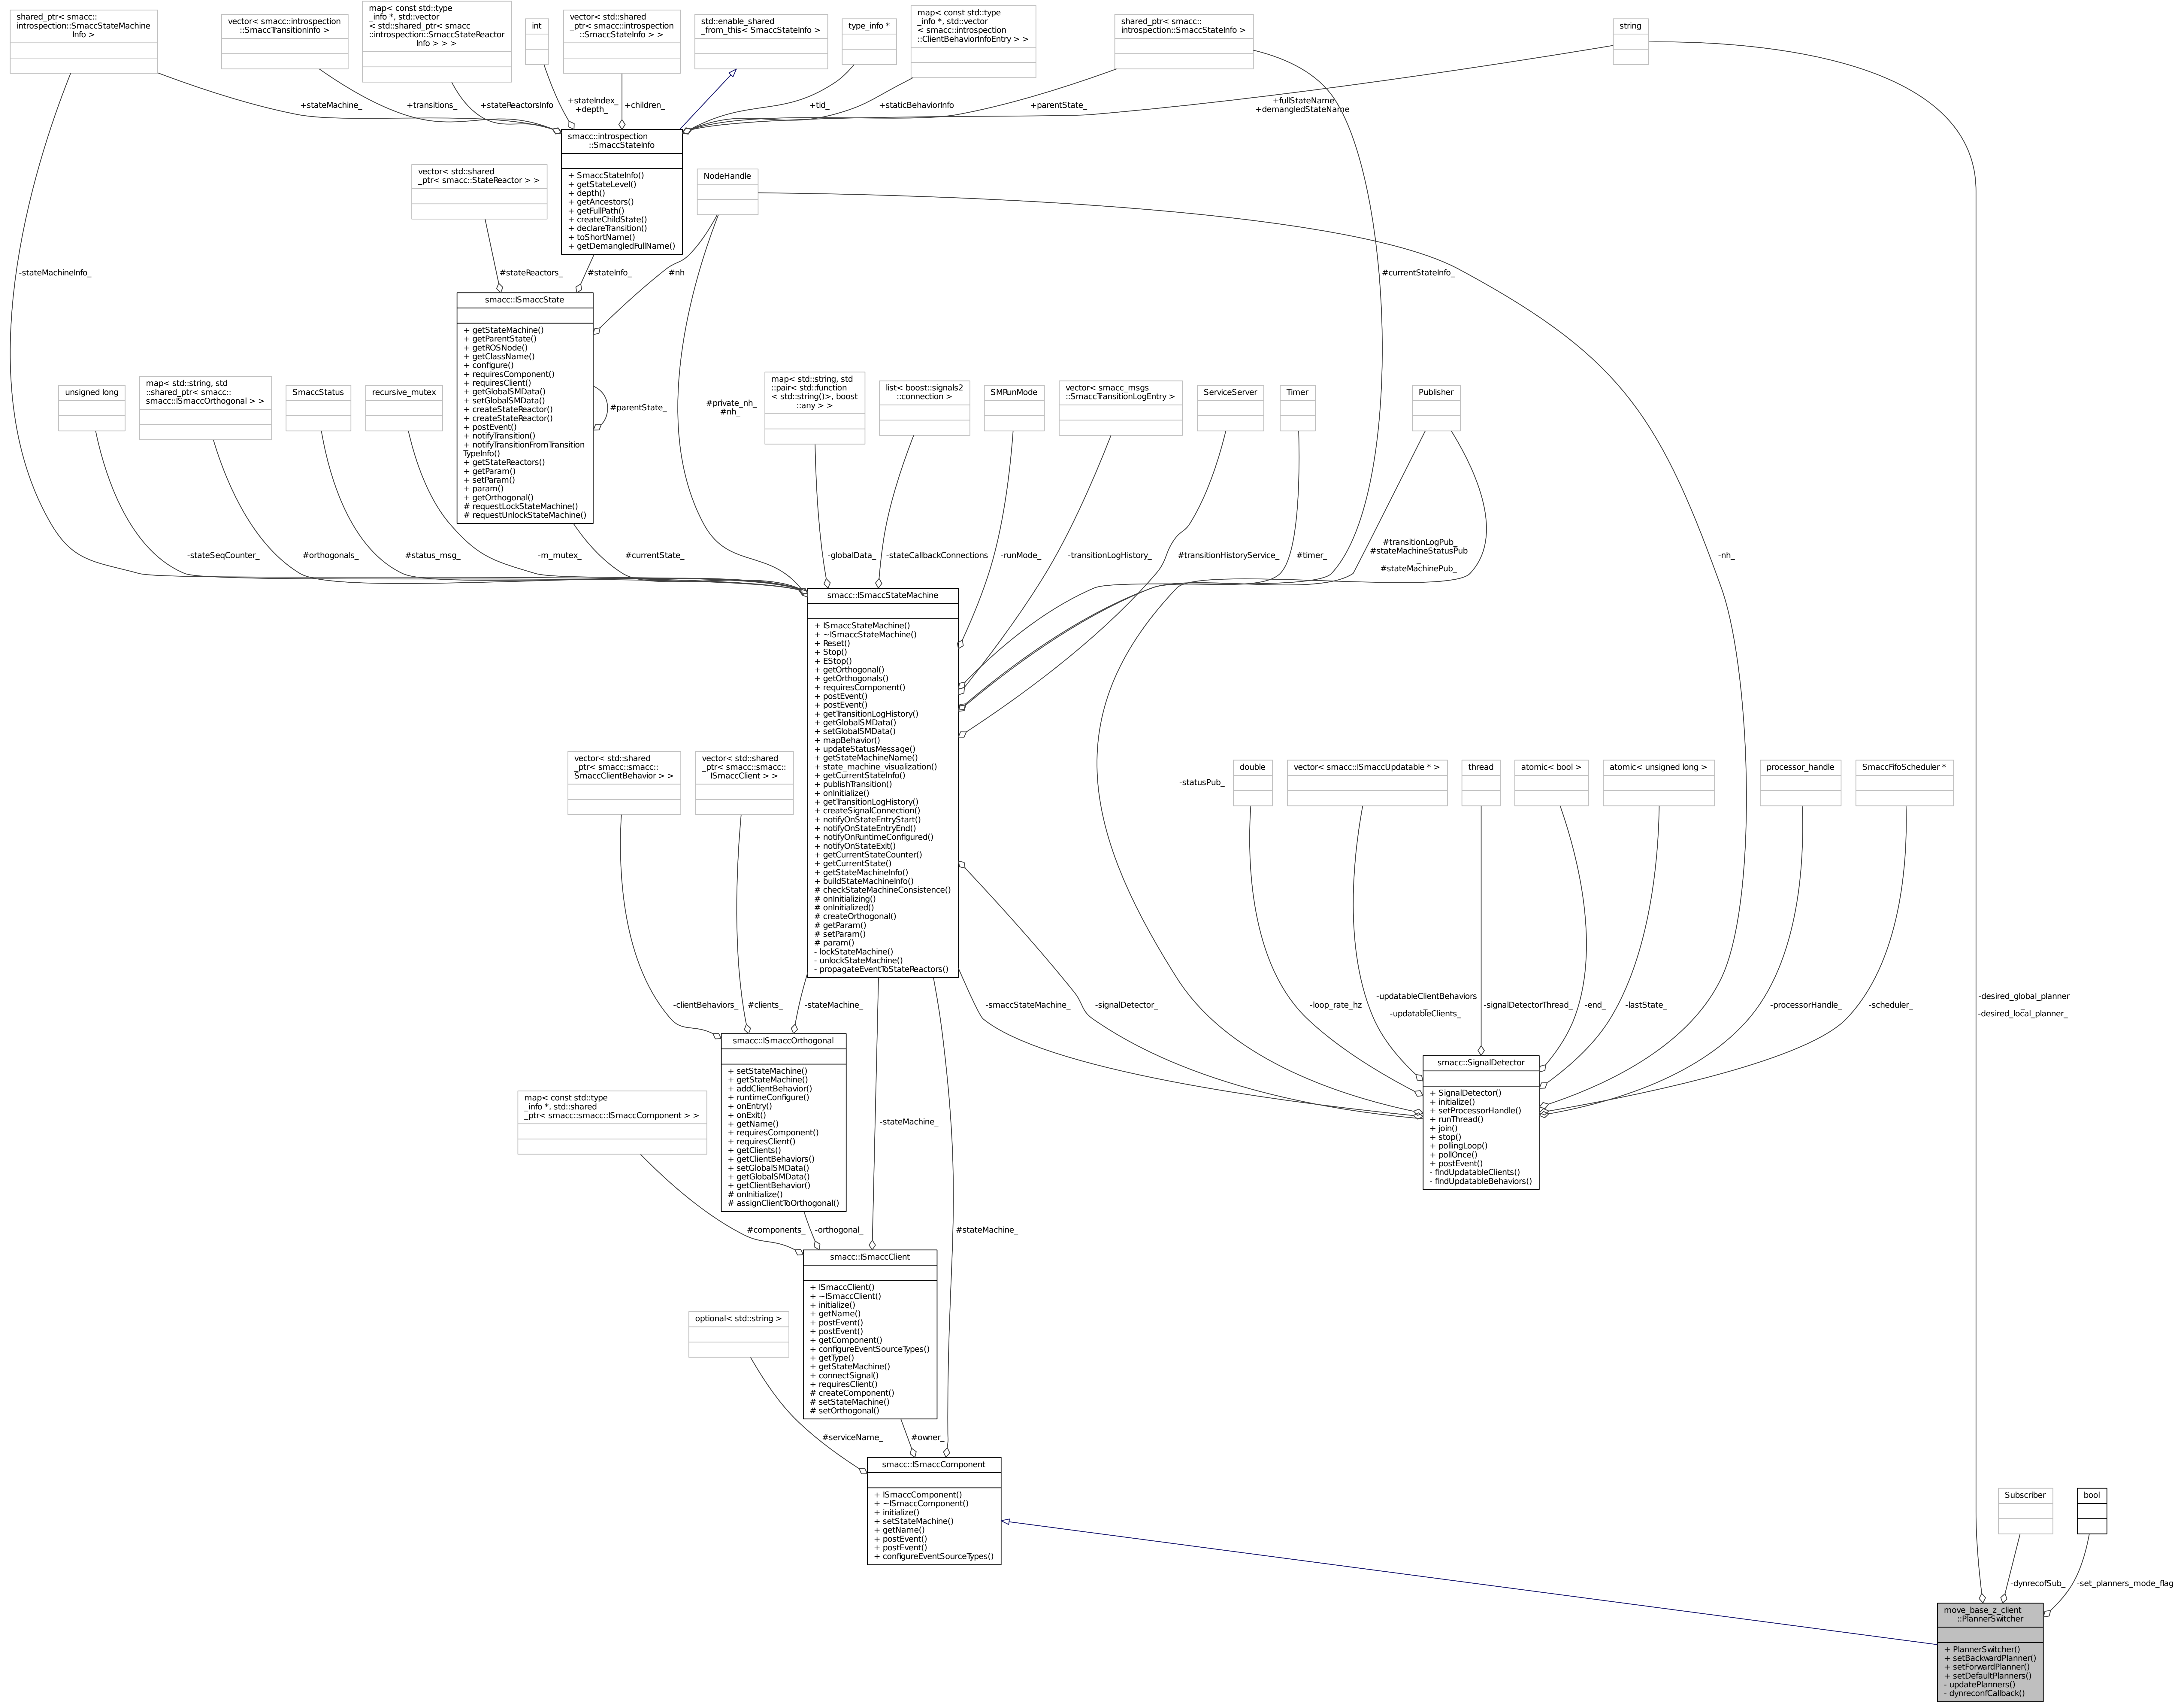 shared_ptr< smacc::
introspection::SmaccStateMachine
Info >
vector< smacc::introspection
::SmaccTransitionInfo >
map< const std::type
_info *, std::vector
< std::shared_ptr< smacc
::introspection::SmaccStateReactor
Info > > >
int
vector< std::shared
_ptr< smacc::introspection
::SmaccStateInfo > >
std::enable_shared
_from_this< SmaccStateInfo >
type_info *
map< const std::type
_info *, std::vector
< smacc::introspection
::ClientBehaviorInfoEntry > >
shared_ptr< smacc::
introspection::SmaccStateInfo >
string
+stateMachine_
+transitions_
+stateReactorsInfo
+stateIndex_
+depth_
+children_
+tid_
+staticBehaviorInfo
+parentState_
+fullStateName
+demangledStateName
smacc::introspection
::SmaccStateInfo
+ SmaccStateInfo()
+ getStateLevel()
+ depth()
+ getAncestors()
+ getFullPath()
+ createChildState()
+ declareTransition()
+ toShortName()
+ getDemangledFullName()
vector< std::shared
_ptr< smacc::StateReactor > >
NodeHandle
-stateMachineInfo_
#stateReactors_
#stateInfo_
#nh
#currentStateInfo_
smacc::ISmaccState
+ getStateMachine()
+ getParentState()
+ getROSNode()
+ getClassName()
+ configure()
+ requiresComponent()
+ requiresClient()
+ getGlobalSMData()
+ setGlobalSMData()
+ createStateReactor()
+ createStateReactor()
+ postEvent()
+ notifyTransition()
+ notifyTransitionFromTransition
TypeInfo()
+ getStateReactors()
+ getParam()
+ setParam()
+ param()
+ getOrthogonal()
# requestLockStateMachine()
# requestUnlockStateMachine()
#parentState_
unsigned long
map< std::string, std
::shared_ptr< smacc::
smacc::ISmaccOrthogonal > >
SmaccStatus
recursive_mutex
#private_nh_
#nh_
map< std::string, std
::pair< std::function
< std::string()>, boost
::any > >
list< boost::signals2
::connection >
SMRunMode
vector< smacc_msgs
::SmaccTransitionLogEntry >
ServiceServer
Timer
Publisher
-stateSeqCounter_
#orthogonals_
#status_msg_
-m_mutex_
#currentState_
-globalData_
-stateCallbackConnections
-runMode_
-transitionLogHistory_
#transitionHistoryService_
#timer_
#transitionLogPub_
#stateMachineStatusPub
_
#stateMachinePub_
-nh_
smacc::ISmaccStateMachine
+ ISmaccStateMachine()
+ ~ISmaccStateMachine()
+ Reset()
+ Stop()
+ EStop()
+ getOrthogonal()
+ getOrthogonals()
+ requiresComponent()
+ postEvent()
+ postEvent()
+ getTransitionLogHistory()
+ getGlobalSMData()
+ setGlobalSMData()
+ mapBehavior()
+ updateStatusMessage()
+ getStateMachineName()
+ state_machine_visualization()
+ getCurrentStateInfo()
+ publishTransition()
+ onInitialize()
+ getTransitionLogHistory()
+ createSignalConnection()
+ notifyOnStateEntryStart()
+ notifyOnStateEntryEnd()
+ notifyOnRuntimeConfigured()
+ notifyOnStateExit()
+ getCurrentStateCounter()
+ getCurrentState()
+ getStateMachineInfo()
+ buildStateMachineInfo()
# checkStateMachineConsistence()
# onInitializing()
# onInitialized()
# createOrthogonal()
# getParam()
# setParam()
# param()
- lockStateMachine()
- unlockStateMachine()
- propagateEventToStateReactors()
vector< std::shared
_ptr< smacc::smacc::
SmaccClientBehavior > >
vector< std::shared
_ptr< smacc::smacc::
ISmaccClient > >
-statusPub_
double
vector< smacc::ISmaccUpdatable * >
thread
atomic< bool >
atomic< unsigned long >
processor_handle
SmaccFifoScheduler *
-clientBehaviors_
#clients_
-stateMachine_
-smaccStateMachine_
-signalDetector_
-loop_rate_hz
-updatableClientBehaviors
_
-updatableClients_
-signalDetectorThread_
-end_
-lastState_
-processorHandle_
-scheduler_
-desired_global_planner
_
-desired_local_planner_
smacc::ISmaccOrthogonal
+ setStateMachine()
+ getStateMachine()
+ addClientBehavior()
+ runtimeConfigure()
+ onEntry()
+ onExit()
+ getName()
+ requiresComponent()
+ requiresClient()
+ getClients()
+ getClientBehaviors()
+ setGlobalSMData()
+ getGlobalSMData()
+ getClientBehavior()
# onInitialize()
# assignClientToOrthogonal()
smacc::SignalDetector
+ SignalDetector()
+ initialize()
+ setProcessorHandle()
+ runThread()
+ join()
+ stop()
+ pollingLoop()
+ pollOnce()
+ postEvent()
- findUpdatableClients()
- findUpdatableBehaviors()
map< const std::type
_info *, std::shared
_ptr< smacc::smacc::ISmaccComponent > >
-stateMachine_
#components_
-orthogonal_
#stateMachine_
smacc::ISmaccClient
+ ISmaccClient()
+ ~ISmaccClient()
+ initialize()
+ getName()
+ postEvent()
+ postEvent()
+ getComponent()
+ configureEventSourceTypes()
+ getType()
+ getStateMachine()
+ connectSignal()
+ requiresClient()
# createComponent()
# setStateMachine()
# setOrthogonal()
optional< std::string >
#serviceName_
#owner_
smacc::ISmaccComponent
+ ISmaccComponent()
+ ~ISmaccComponent()
+ initialize()
+ setStateMachine()
+ getName()
+ postEvent()
+ postEvent()
+ configureEventSourceTypes()
Subscriber
bool
-dynrecofSub_
-set_planners_mode_flag
move_base_z_client
::PlannerSwitcher
+ PlannerSwitcher()
+ setBackwardPlanner()
+ setForwardPlanner()
+ setDefaultPlanners()
- updatePlanners()
- dynreconfCallback()